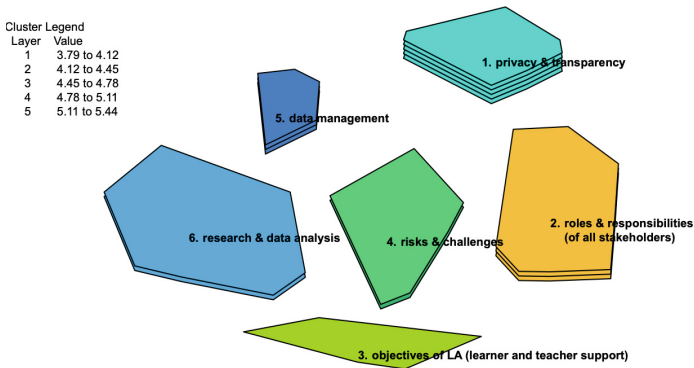 Cluster Legend
Layer Value
1 3.79 to 4.12
2 4.12 to 4.45
3 4.45 to 4.78
4 4.78 to 5.11
5 5.11 to 5.44
1. privacy & transparency
5. data management
2. roles & responsibilities
(of all stakeholders)
6. research & data analysis
4. risks & challenges
3. objectives of LA (learner and teacher support)